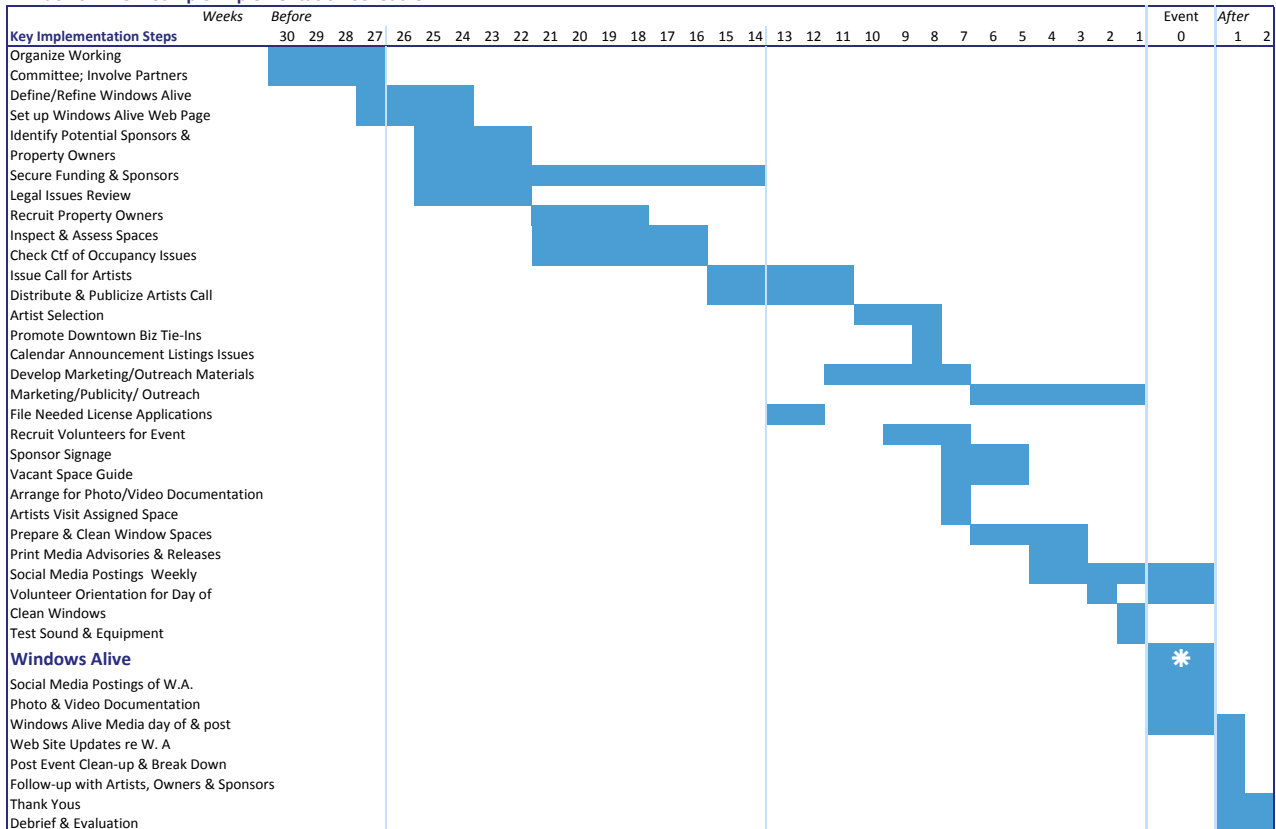 Weeks Before Event After
Key Implementation Steps 30 29 28 27 26 25 24 23 22 21 20 19 18 17 16 15 14 13 12 11 10 9 8 7 6 5 4 3 2 1 0 1 2
Organize Working
Committee; Involve Partners
Define/Refine Windows Alive
Set up Windows Alive Web Page
Identify Potential Sponsors &
Property Owners
Secure Funding & Sponsors
Legal Issues Review
Recruit Property Owners
Inspect & Assess Spaces
Check Ctf of Occupancy Issues
Issue Call for Artists
Distribute & Publicize Artists Call
Artist Selection
Promote Downtown Biz Tie-Ins
Calendar Announcement Listings Issues
Develop Marketing/Outreach Materials
Marketing/Publicity/ Outreach
File Needed License Applications
Recruit Volunteers for Event
Sponsor Signage
Vacant Space Guide
Arrange for Photo/Video Documentation
Artists Visit Assigned Space
Prepare & Clean Window Spaces
Print Media Advisories & Releases
Social Media Postings Weekly
Volunteer Orientation for Day of
Clean Windows
Test Sound & Equipment
Windows Alive
Social Media Postings of W.A.
Photo & Video Documentation
Windows Alive Media day of & post
Web Site Updates re W. A
Post Event Clean-up & Break Down
Follow-up with Artists, Owners & Sponsors
Thank Yous
Debrief & Evaluation